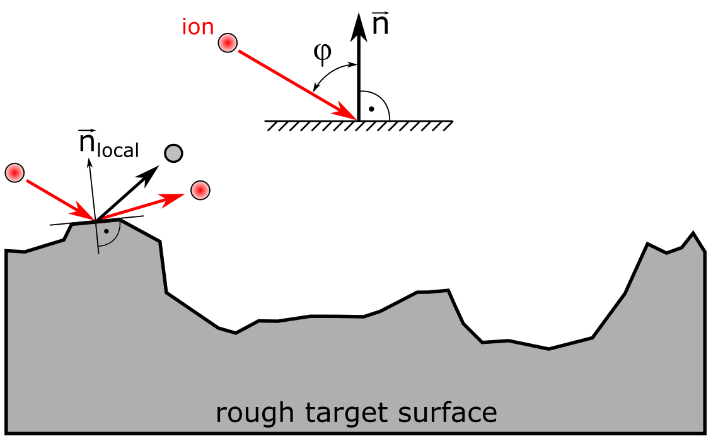 ion
φ
n⃗
n⃗local
rough target surface